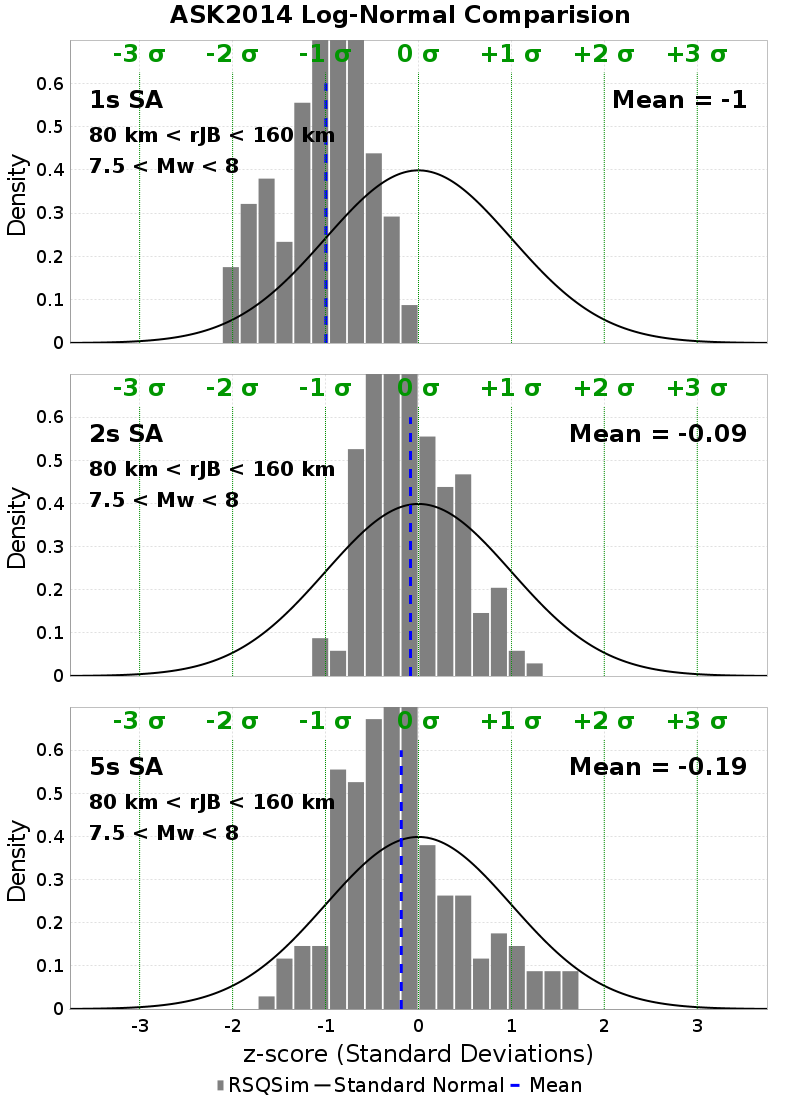 ASK2014 Log-Normal Comparision
-3 σ -2 σ -1 σ 0 σ +1 σ +2 σ +3 σ
1s SA
Mean = -1
80 km < rJB < 160 km
7.5 < Mw < 8
Density
0.6
0.5
0.4
0.3
0.2
0.1
0
-3 σ -2 σ -1 σ 0 σ +1 σ +2 σ +3 σ
2s SA
Mean = -0.09
80 km < rJB < 160 km
7.5 < Mw < 8
Density
0.6
0.5
0.4
0.3
0.2
0.1
0
-3 σ -2 σ -1 σ 0 σ +1 σ +2 σ +3 σ
5s SA
Mean = -0.19
80 km < rJB < 160 km
7.5 < Mw < 8
Density
0.6
0.5
0.4
0.3
0.2
0.1
0
-3 -2 -1 0 1 2 3
z-score (Standard Deviations)
RSQSim Standard Normal Mean